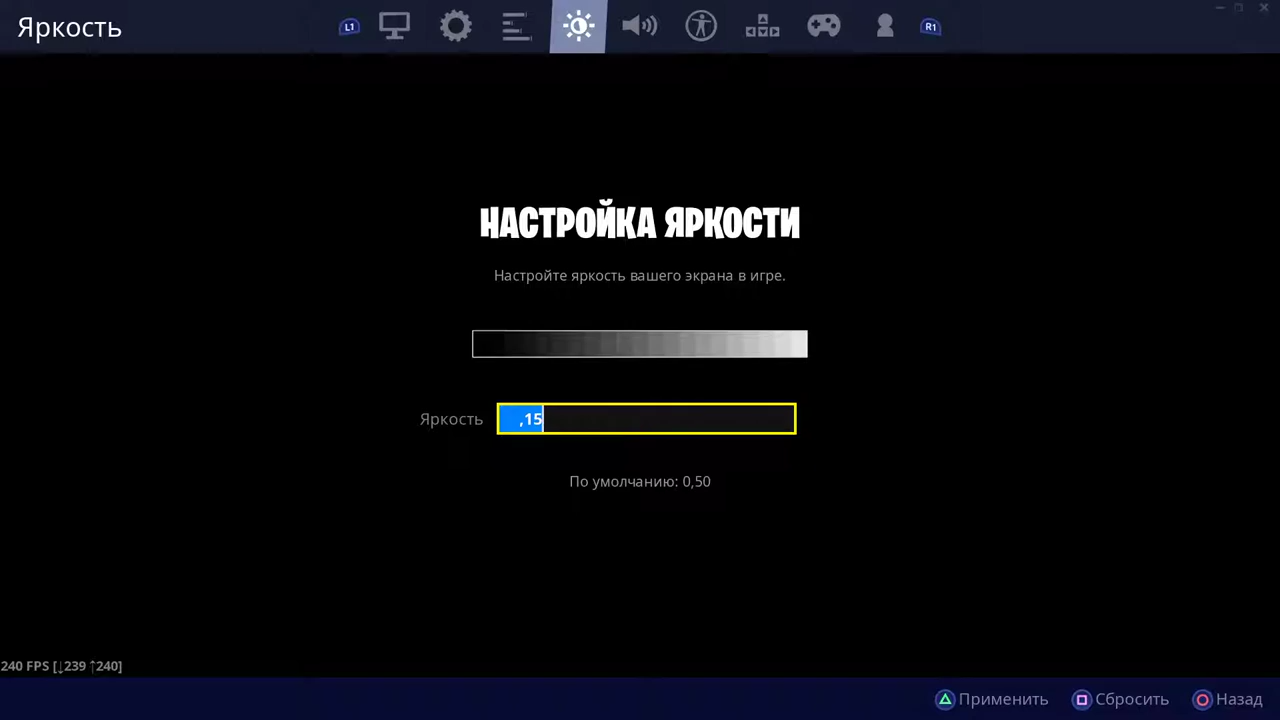 Яркость
L1
R1
НАСТРОЙКА ЯРКОСТИ
Настройте яркость вашего экрана в игре.
Яркость ,15
По умолчанию: 0,50
240 FPS [↓239 ↑240]
Применить Сбросить Назад